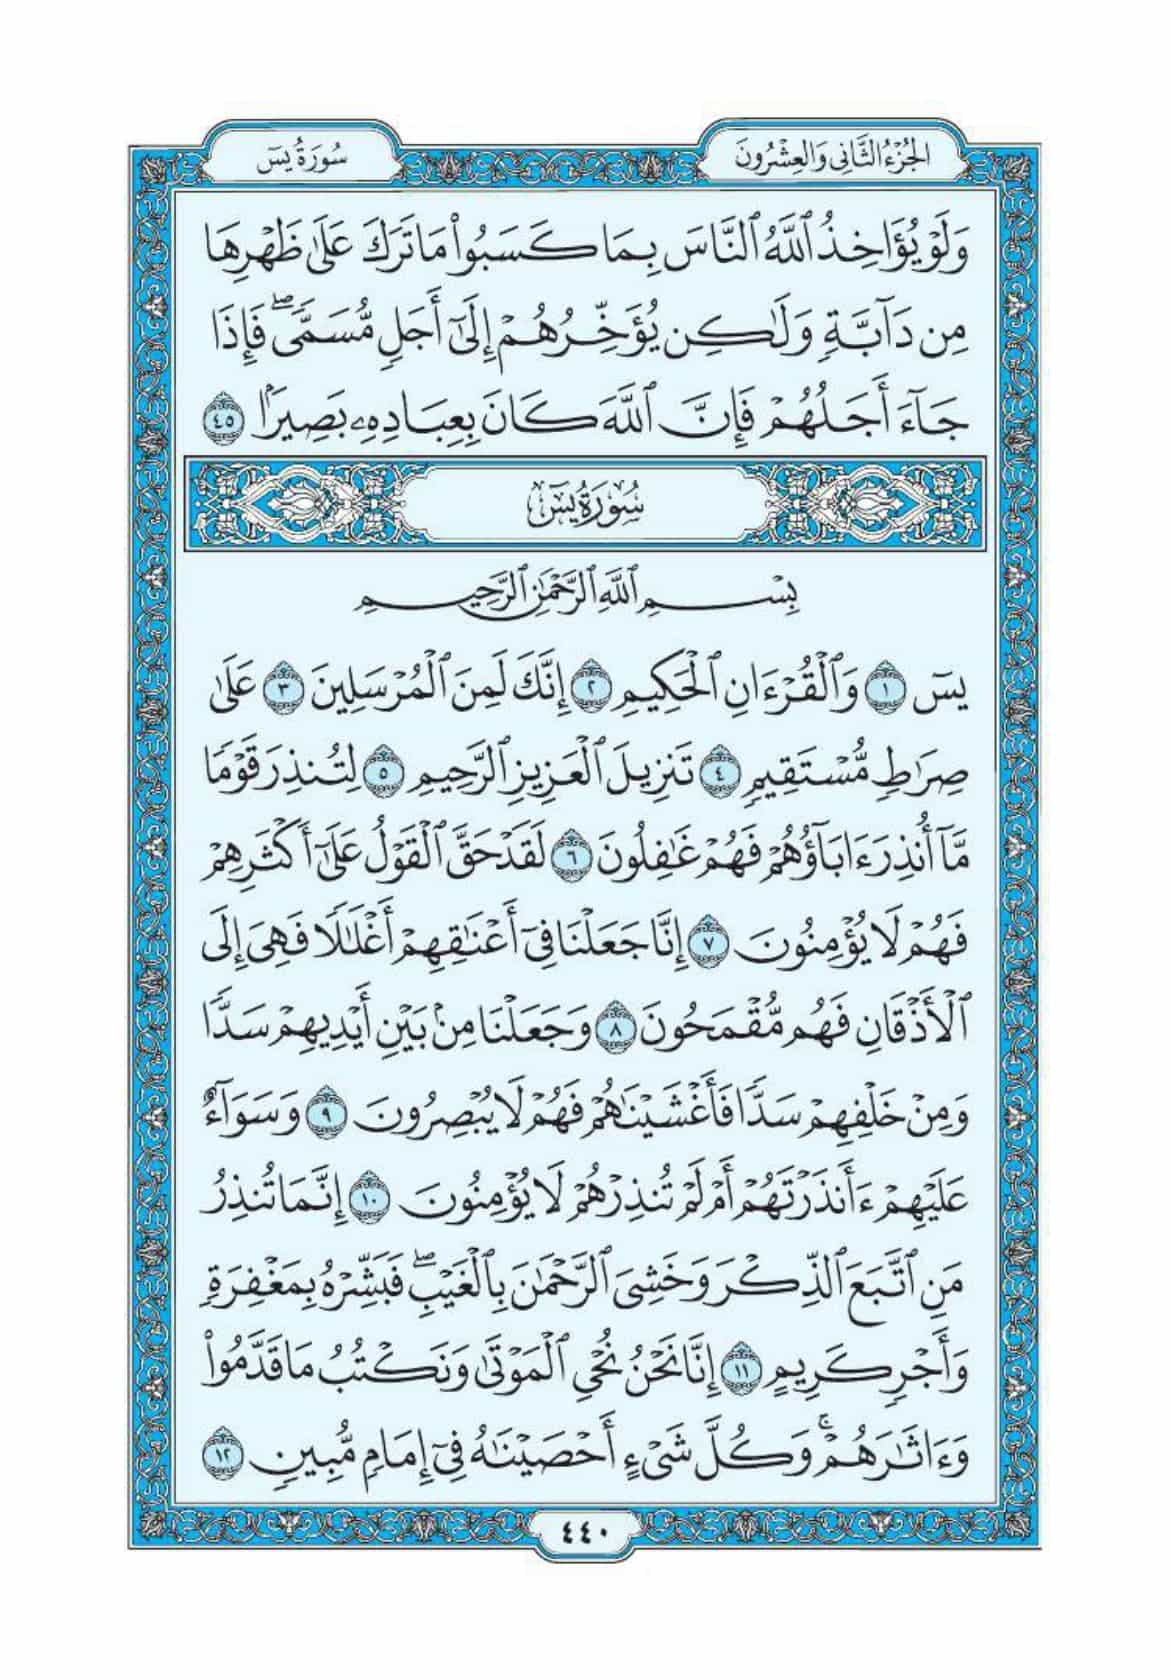 الجُزْءُ الثَّانِي وَالعِشْرُونَ
سُورَةُ يسٓ
وَلَوْ يُؤَاخِذُ ٱللَّهُ ٱلنَّاسَ بِمَا كَسَبُوا۟ مَا تَرَكَ عَلَىٰ ظَهْرِهَا
مِن دَآبَّةٍ وَلَٰكِن يُؤَخِّرُهُمْ إِلَىٰٓ أَجَلٍ مُّسَمًّى ۖ فَإِذَا
جَآءَ أَجَلُهُمْ فَإِنَّ ٱللَّهَ كَانَ بِعِبَادِهِۦ بَصِيرًۢا ٤٥
سُورَةُ يسٓ
بِسْمِ ٱللَّهِ ٱلرَّحْمَٰنِ ٱلرَّحِيمِ
يسٓ ١ وَٱلْقُرْءَانِ ٱلْحَكِيمِ ٢ إِنَّكَ لَمِنَ ٱلْمُرْسَلِينَ ٣ عَلَىٰ
صِرَٰطٍ مُّسْتَقِيمٍ ٤ تَنزِيلَ ٱلْعَزِيزِ ٱلرَّحِيمِ ٥ لِتُنذِرَ قَوْمًا
مَّآ أُنذِرَ ءَابَآؤُهُمْ فَهُمْ غَٰفِلُونَ ٦ لَقَدْ حَقَّ ٱلْقَوْلُ عَلَىٰٓ أَكْثَرِهِمْ
فَهُمْ لَا يُؤْمِنُونَ ٧ إِنَّا جَعَلْنَا فِىٓ أَعْنَٰقِهِمْ أَغْلَٰلًا فَهِىَ إِلَى
ٱلْأَذْقَانِ فَهُم مُّقْمَحُونَ ٨ وَجَعَلْنَا مِنۢ بَيْنِ أَيْدِيهِمْ سَدًّا
وَمِنْ خَلْفِهِمْ سَدًّا فَأَغْشَيْنَٰهُمْ فَهُمْ لَا يُبْصِرُونَ ٩ وَسَوَآءٌ
عَلَيْهِمْ ءَأَنذَرْتَهُمْ أَمْ لَمْ تُنذِرْهُمْ لَا يُؤْمِنُونَ ١٠ إِنَّمَا تُنذِرُ
مَنِ ٱتَّبَعَ ٱلذِّكْرَ وَخَشِىَ ٱلرَّحْمَٰنَ بِٱلْغَيْبِ ۖ فَبَشِّرْهُ بِمَغْفِرَةٍ
وَأَجْرٍ كَرِيمٍ ١١ إِنَّا نَحْنُ نُحْىِ ٱلْمَوْتَىٰ وَنَكْتُبُ مَا قَدَّمُوا۟
وَءَاثَٰرَهُمْ ۚ وَكُلَّ شَىْءٍ أَحْصَيْنَٰهُ فِىٓ إِمَامٍ مُّبِينٍ ١٢
٤٤٠